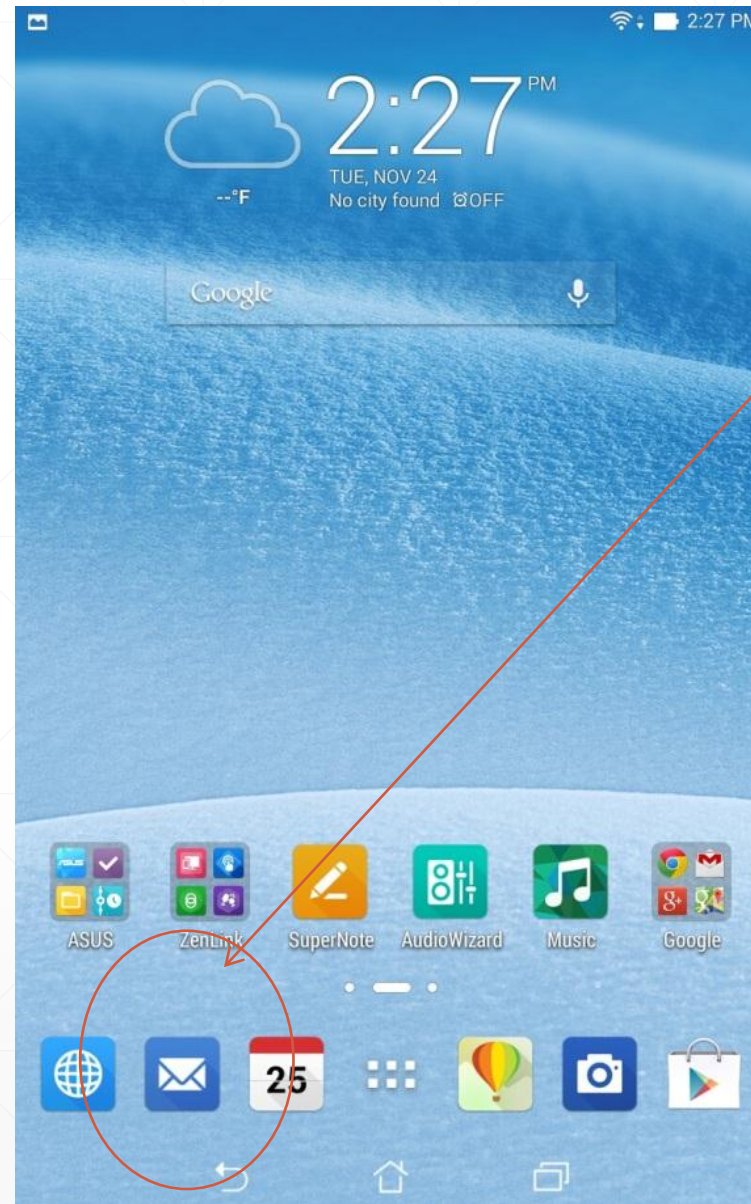 2:27 PM
2:27 PM
--°F
TUE, NOV 24
No city found OFF
Google
ASUS ZenLink SuperNote AudioWizard Music Google
25